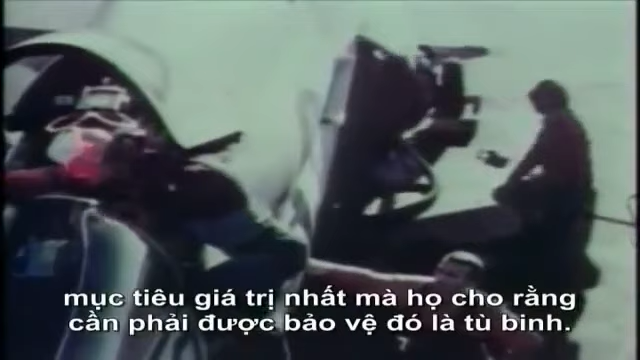 mục tiêu giá trị nhất mà họ cho rằng
cần phải được bảo vệ đó là tù binh.